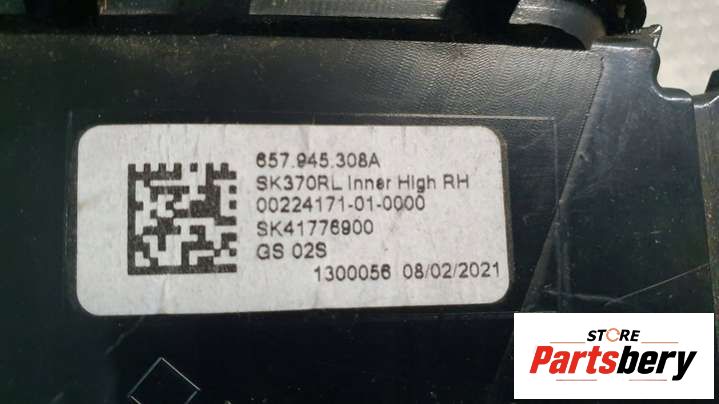 657.945.308A
SK370RL Inner High RH
00224171-01-0000
SK41776900
GS 02S
1300056 08/02/2021
STORE
Partsbery